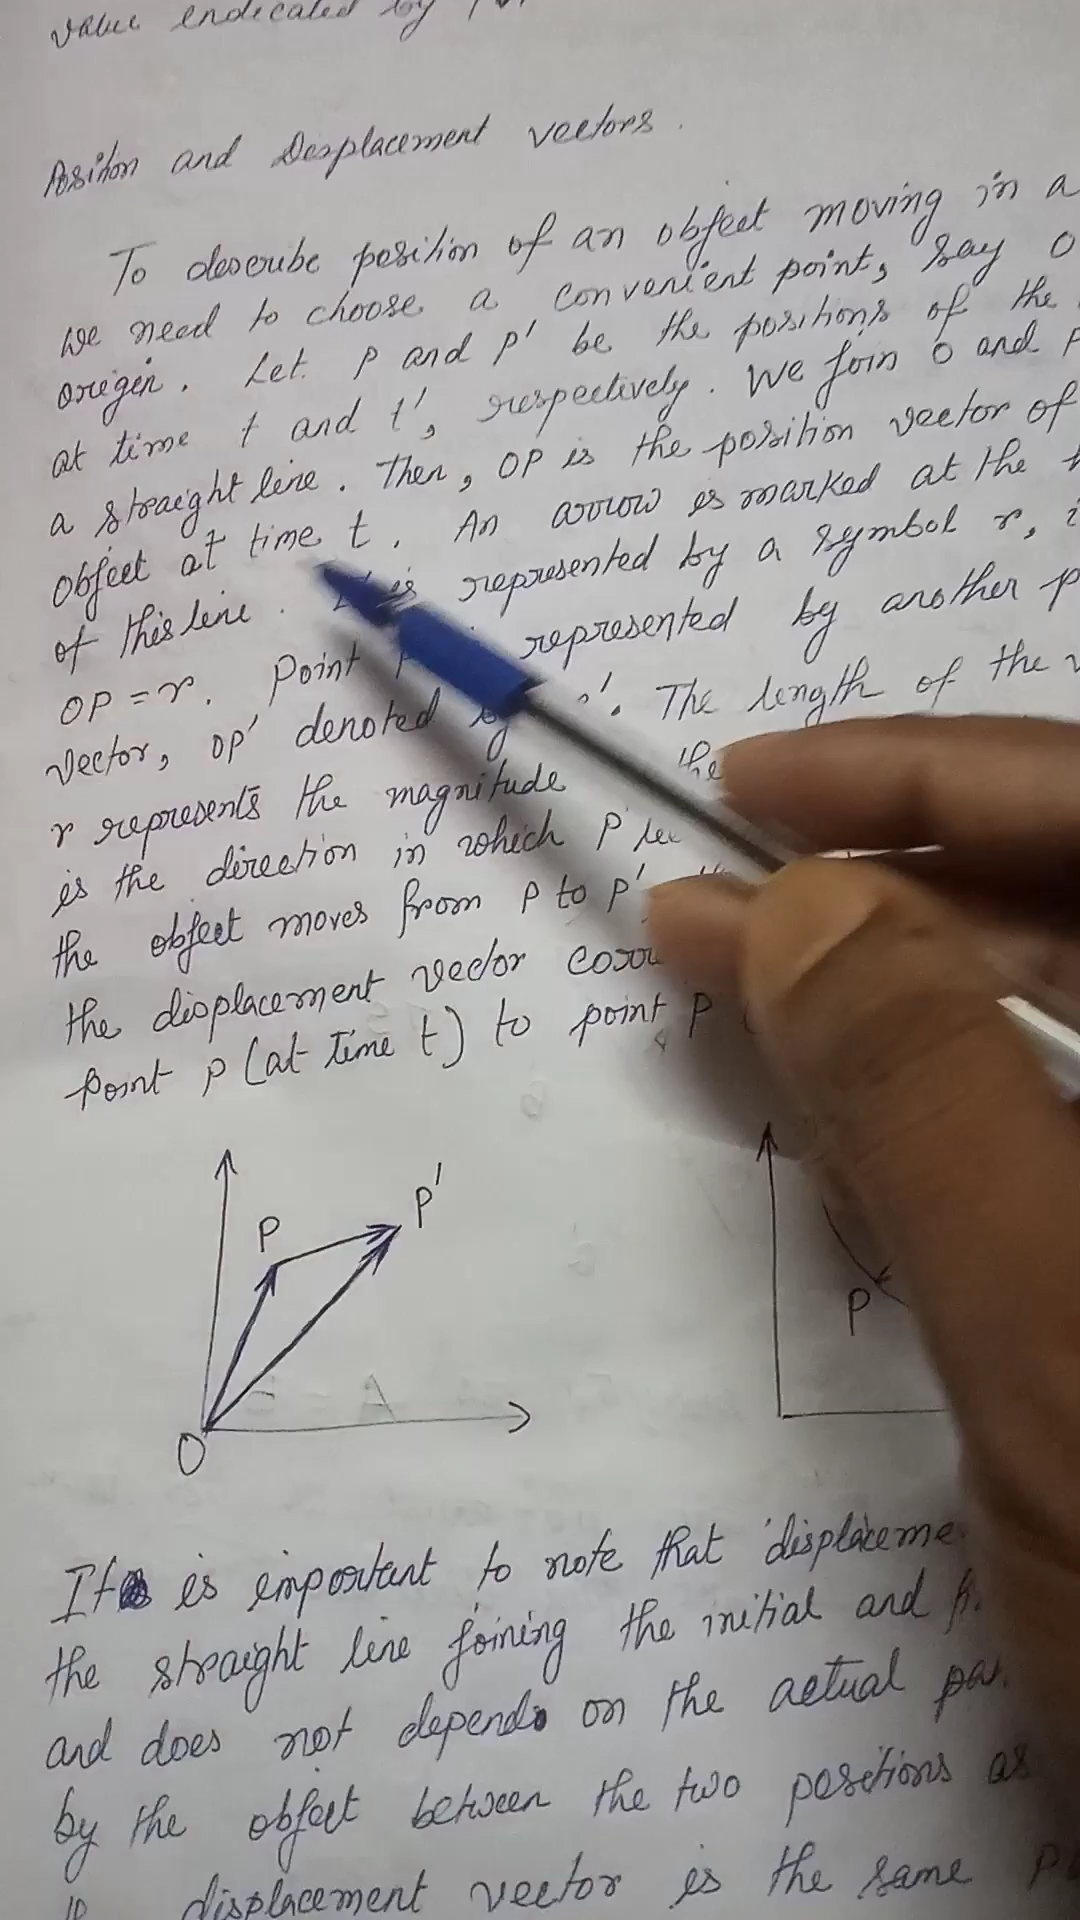 value indicated by
Position and Displacement vectors.
To describe position of an object moving in a
we need to choose a convenient point, say O
origin. Let P and P' be the positions of the
at time t and t', respectively. We join O and P
a straight line. Then, OP is the position vector of
object at time t. An arrow is marked at the
of this line. It is represented by a symbol r, i
OP = r. Point represented by another p
vector, OP' denoted by r'. The length of the v
r represents the magnitude the
is the direction in which P
the object moves from P to P',
the displacement vector
point P (at time t) to point P
P
P'
O
P
It is important to note that displaceme
the straight line joining the initial and
and does not depend on the actual
by the object between the two positions as
displacement vector is the same